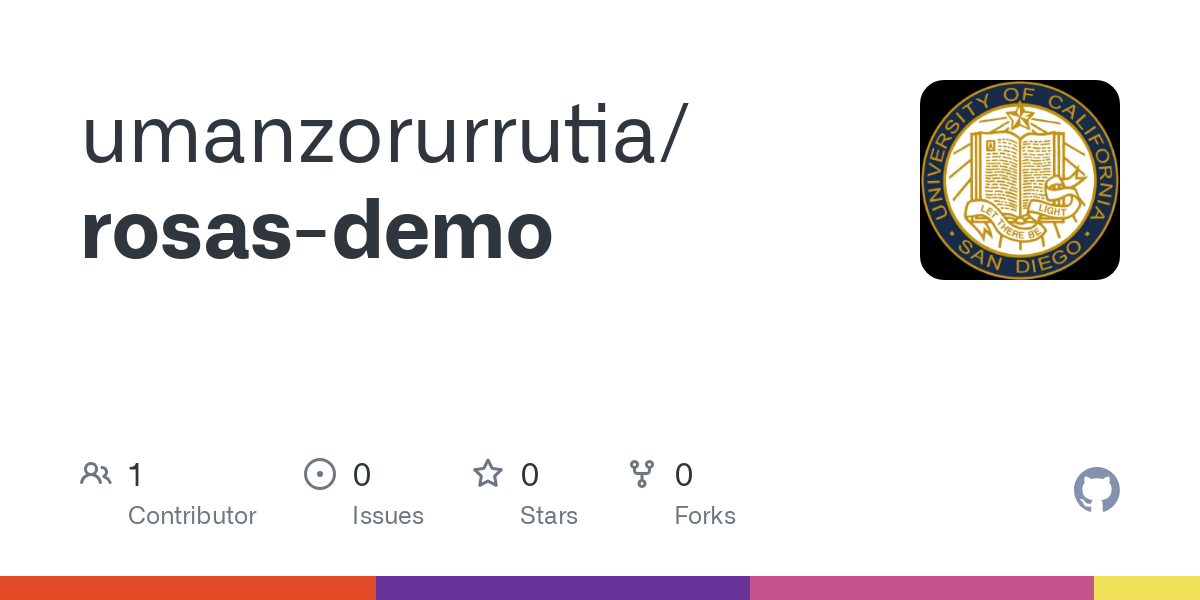 umanzorurrutia/
rosas-demo
UNIVERSITY OF CALIFORNIA
SAN DIEGO
LET THERE BE LIGHT
A
1
Contributor
0
Issues
0
Stars
0
Forks